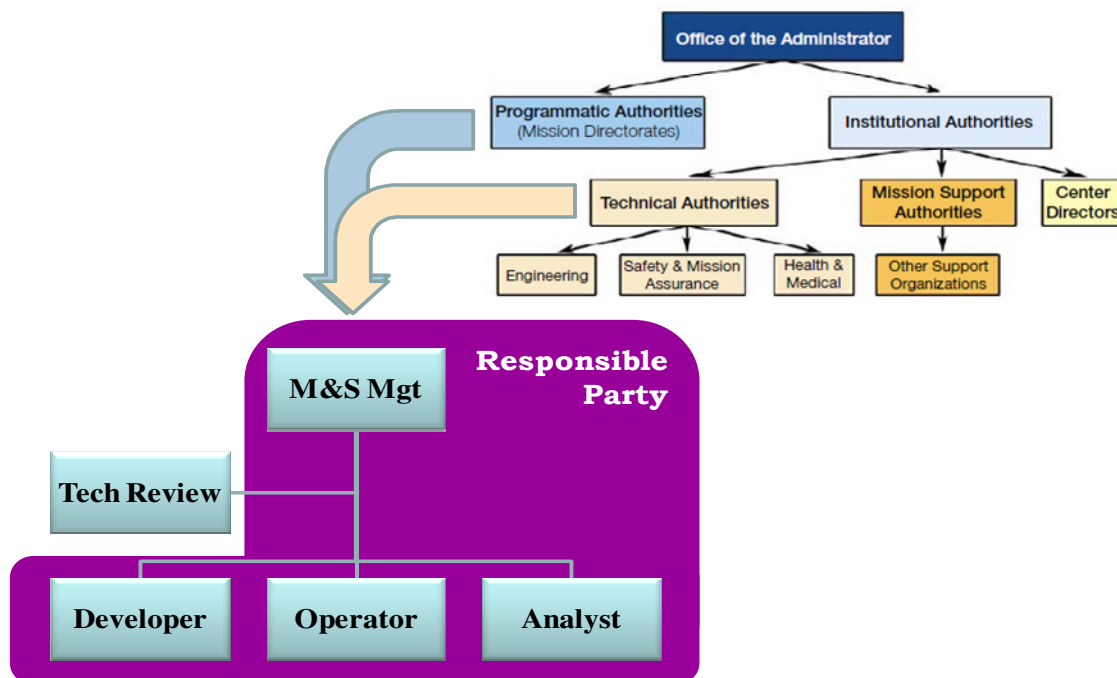 Office of the Administrator
Programmatic Authorities
(Mission Directorates)
Institutional Authorities
Technical Authorities
Mission Support
Authorities
Center
Directors
Engineering
Safety & Mission
Assurance
Health &
Medical
Other Support
Organizations
M&S Mgt
Responsible
Party
Tech Review
Developer
Operator
Analyst